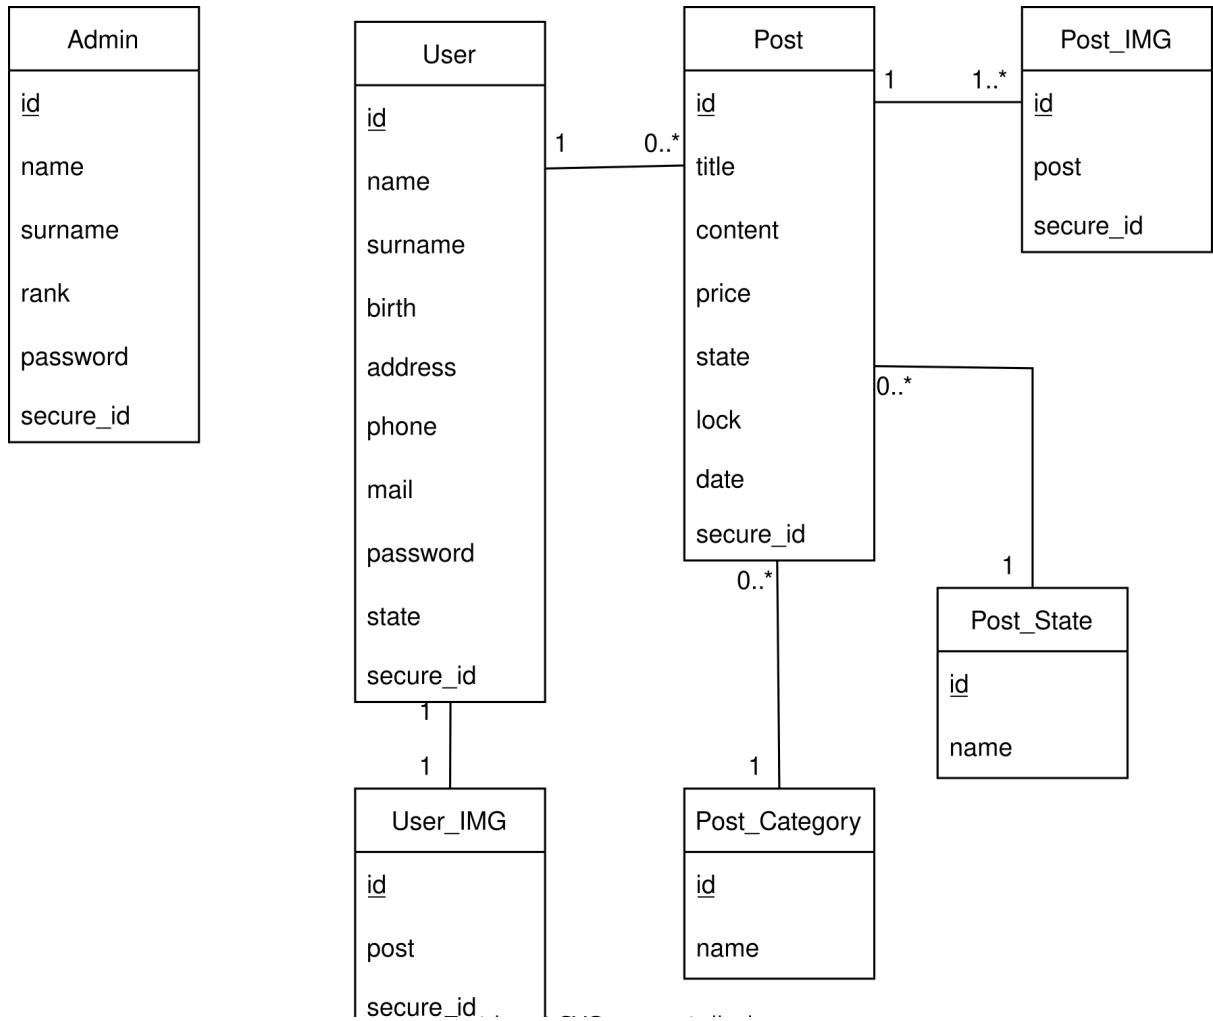 Admin
id
name
surname
rank
password
secure_id
User
id
name
surname
birth
address
phone
mail
password
state
secure_id
1
0..*
Post
id
title
content
price
state
lock
date
secure_id
1
1..*
Post_IMG
id
post
secure_id
0..*
1
Post_State
id
name
0..*
1
Post_Category
id
name
1
1
User_IMG
id
post
secure_id